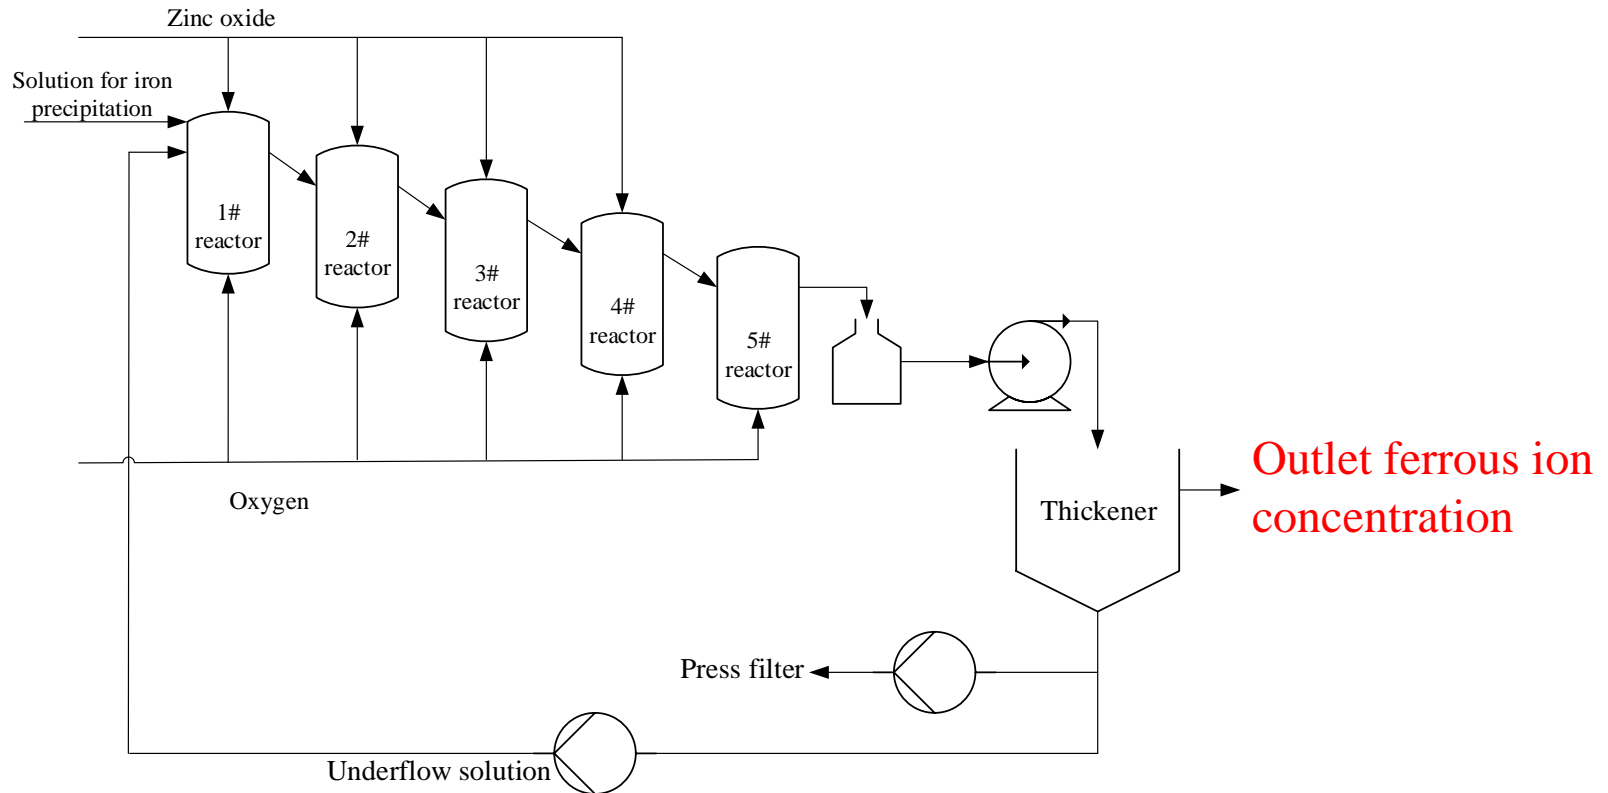 Zinc oxide
Solution for iron
precipitation
1#
reactor
2#
reactor
3#
reactor
4#
reactor
5#
reactor
Oxygen
Thickener
Outlet ferrous ion
concentration
Press filter
Underflow solution